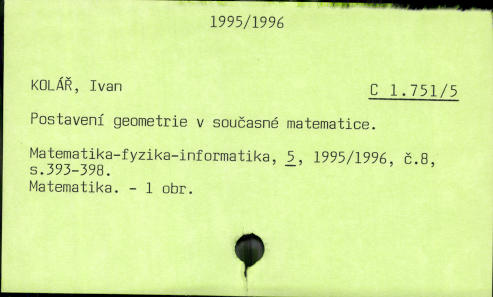 1995/1996
KOLÁŘ, Ivan
C 1.751/5
Postavení geometrie v současné matematice.
Matematika-fyzika-informatika, 5, 1995/1996, č.8,
s.393-398.
Matematika. - 1 obr.